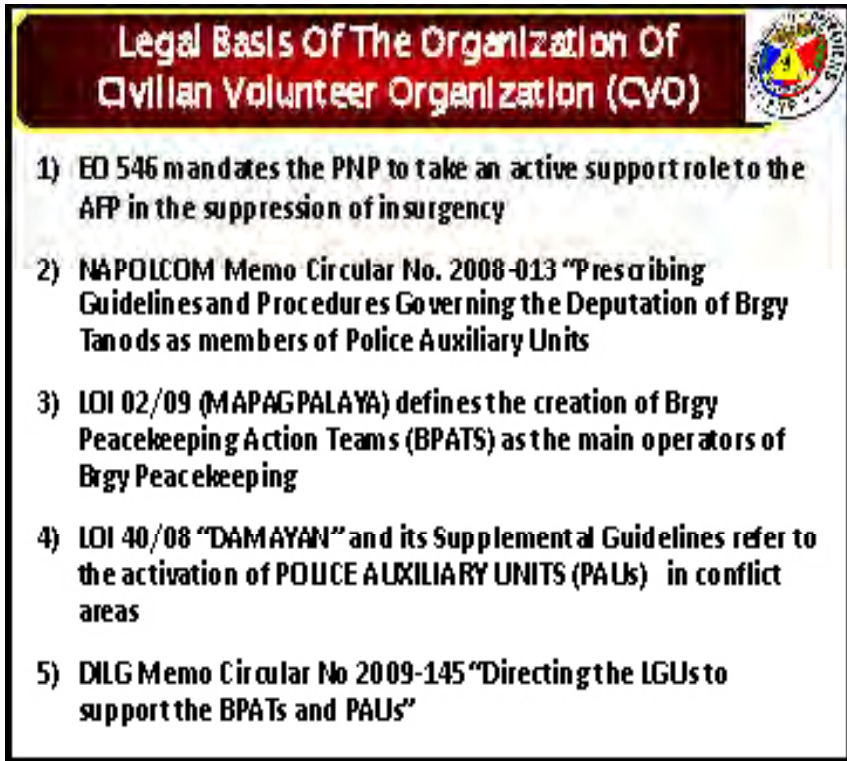 Legal Basis Of The Organization Of
Civilian Volunteer Organization (CVO)
1) EO 546 mandates the PNP to take an active support role to the
AFP in the suppression of insurgency
2) NAPOLCOM Memo Circular No. 2008-013 “Prescribing
Guidelines and Procedures Governing the Deputation of Brgy
Tanods as members of Police Auxiliary Units
3) LOI 02/09 (MAPAGPALAYA) defines the creation of Brgy
Peacekeeping Action Teams (BPATS) as the main operators of
Brgy Peacekeeping
4) LOI 40/08 “DAMAYAN” and its Supplemental Guidelines refer to
the activation of POLICE AUXILIARY UNITS (PAUs) in conflict
areas
5) DILG Memo Circular No 2009-145 “Directing the LGUs to
support the BPATs and PAUs”